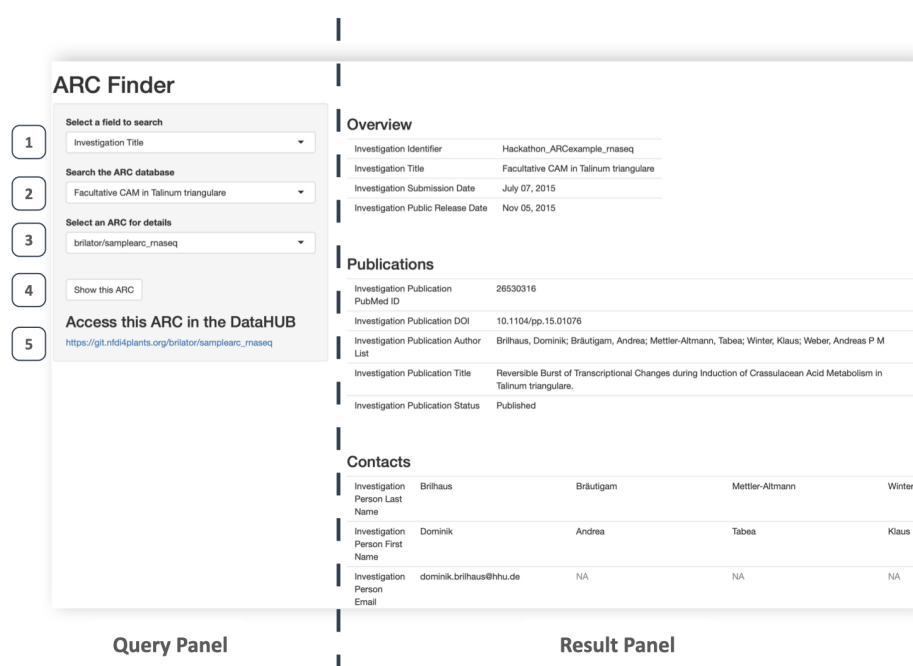 ARC Finder
1
Select a field to search
Investigation Title
2
Search the ARC database
Facultative CAM in Talinum triangulare
3
Select an ARC for details
brilator/samplearc_rnaseq
4
Show this ARC
Access this ARC in the DataHUB
5
https://git.nfdi4plants.org/brilator/samplearc_rnaseq
Overview
Investigation Identifier Hackathon_ARCexample_rnaseq
Investigation Title Facultative CAM in Talinum triangulare
Investigation Submission Date July 07, 2015
Investigation Public Release Date Nov 05, 2015
Publications
Investigation Publication 26530316
PubMed ID
Investigation Publication DOI 10.1104/pp.15.01076
Investigation Publication Author Brilhaus, Dominik; Bräutigam, Andrea; Mettler-Altmann, Tabea; Winter, Klaus; Weber, Andreas P M
List
Investigation Publication Title Reversible Burst of Transcriptional Changes during Induction of Crassulacean Acid Metabolism in
Talinum triangulare.
Investigation Publication Status Published
Contacts
Investigation Brilhaus Bräutigam Mettler-Altmann Winter
Person Last
Name
Investigation Dominik Andrea Tabea Klaus
Person First
Name
Investigation dominik.brilhaus@hhu.de NA NA NA
Person
Email
Query Panel
Result Panel